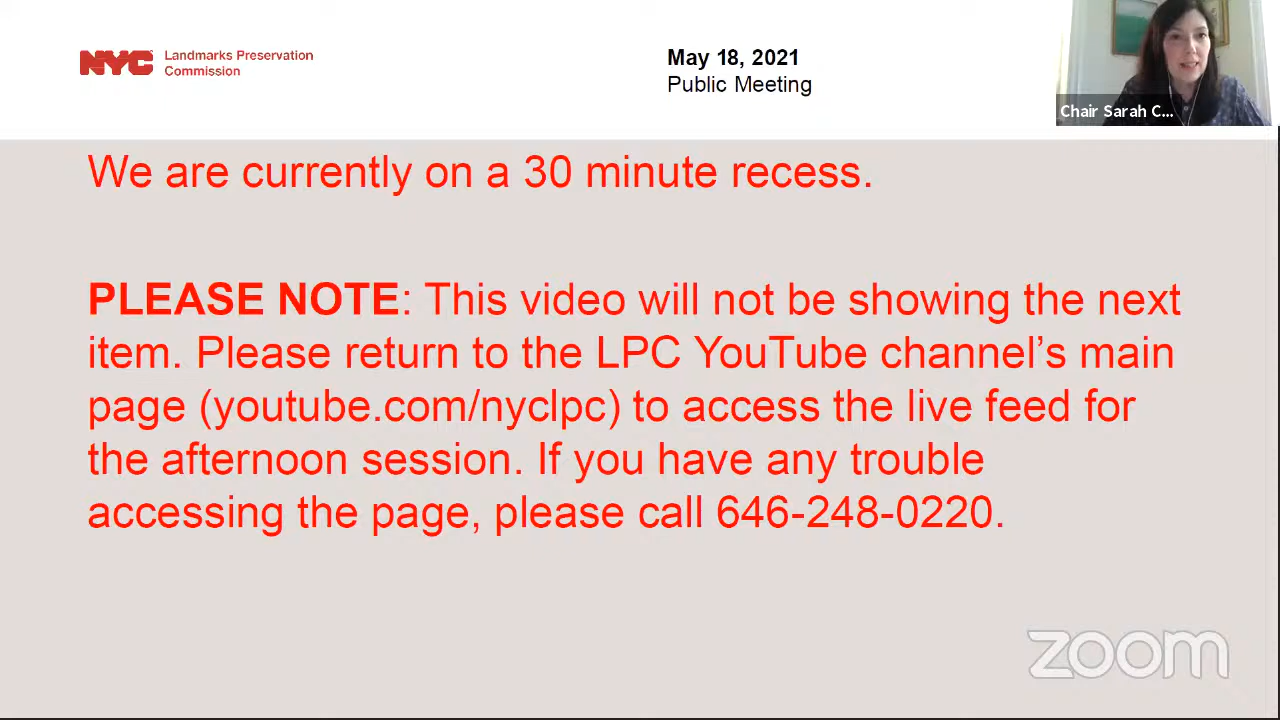 NYC Landmarks Preservation
Commission
May 18, 2021
Public Meeting
Chair Sarah C...
We are currently on a 30 minute recess.
PLEASE NOTE: This video will not be showing the next
item. Please return to the LPC YouTube channel’s main
page (youtube.com/nyclpc) to access the live feed for
the afternoon session. If you have any trouble
accessing the page, please call 646-248-0220.
zoom